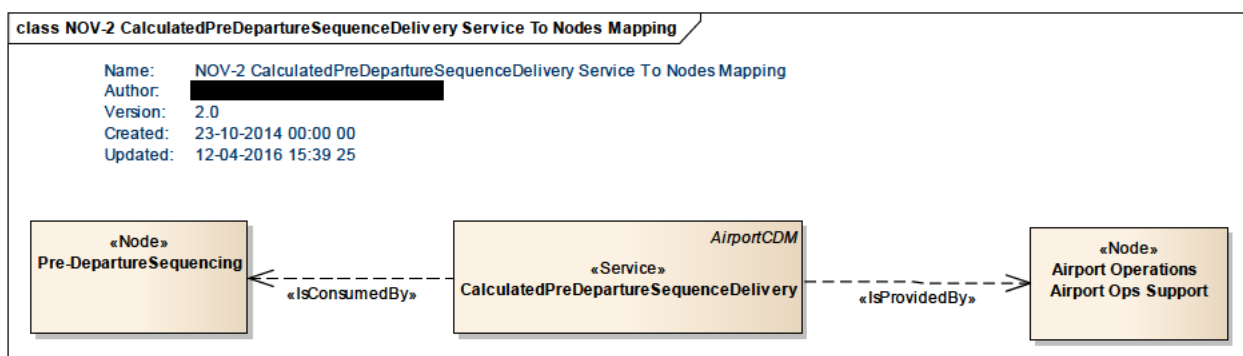 class NOV-2 CalculatedPreDepartureSequenceDelivery Service To Nodes Mapping
Name: NOV-2 CalculatedPreDepartureSequenceDelivery Service To Nodes Mapping
Author:
Version: 2.0
Created: 23-10-2014 00:00 00
Updated: 12-04-2016 15:39 25
«Node»
Pre-DepartureSequencing
«IsConsumedBy»
AirportCDM
«Service»
CalculatedPreDepartureSequenceDelivery
«IsProvidedBy»
«Node»
Airport Operations
Airport Ops Support